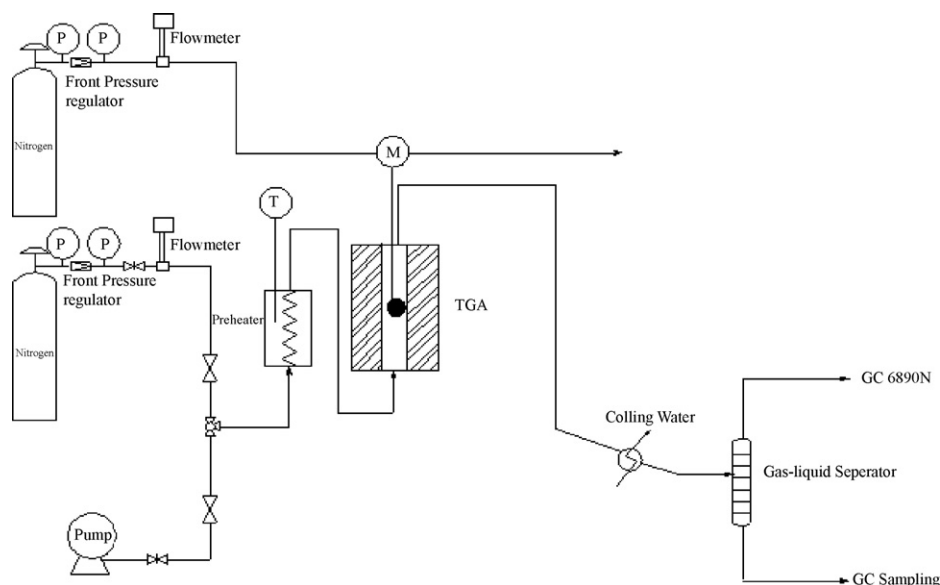 P
P
Flowmeter
Front Pressure
regulator
Nitrogen
M
T
P
P
Flowmeter
Front Pressure
regulator
Preheater
TGA
Nitrogen
GC 6890N
Colling Water
Gas-liquid Seperator
Pump
GC Sampling